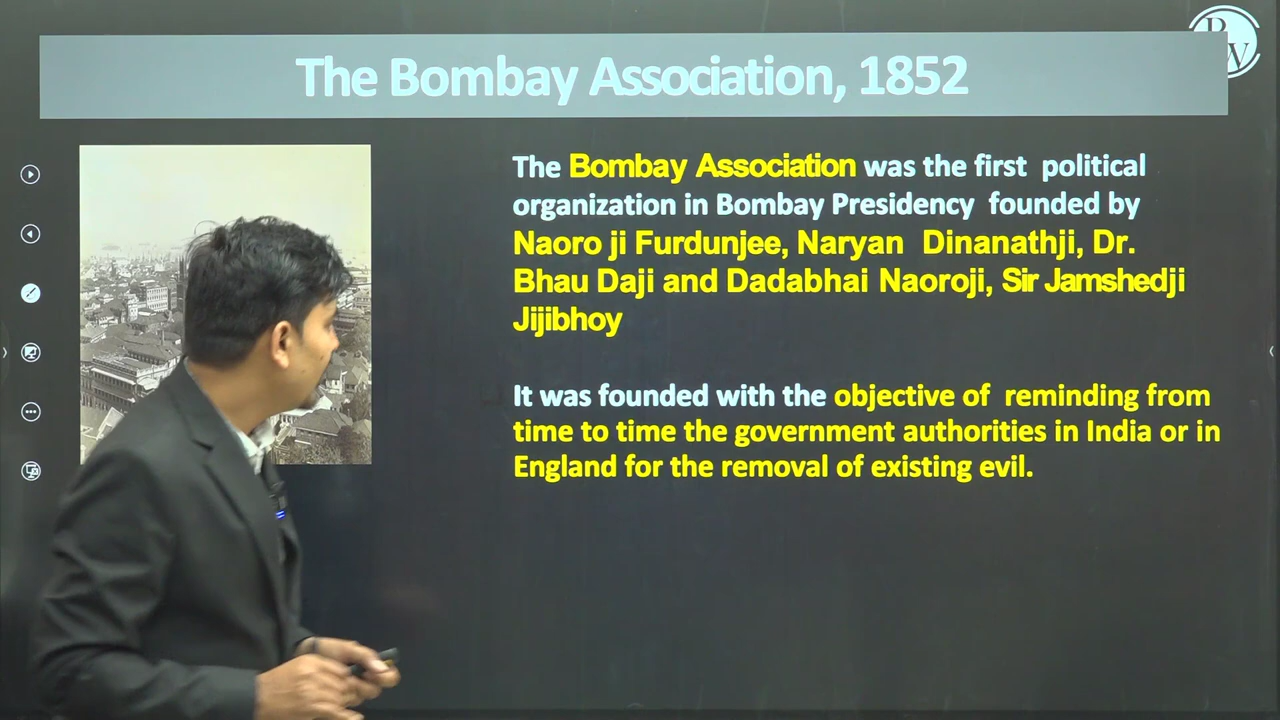 The Bombay Association, 1852
The Bombay Association was the first political
organization in Bombay Presidency founded by
Naoro ji Furdunjee, Naryan Dinanathji, Dr.
Bhau Daji and Dadabhai Naoroji, Sir Jamshedji
Jijibhoy
It was founded with the objective of reminding from
time to time the government authorities in India or in
England for the removal of existing evil.